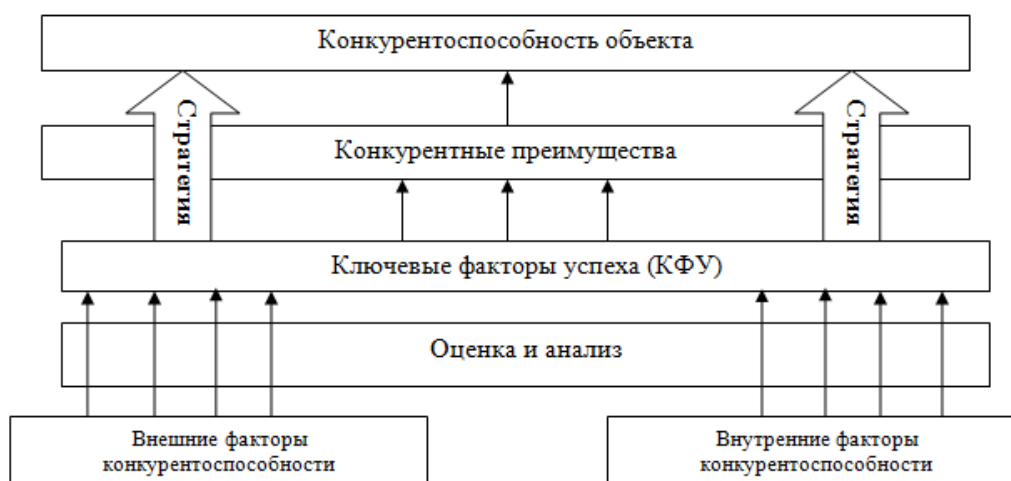 Конкурентоспособность объекта
Стратегия
Стратегия
Конкурентные преимущества
Ключевые факторы успеха (КФУ)
Оценка и анализ
Внешние факторы
конкурентоспособности
Внутренние факторы
конкурентоспособности